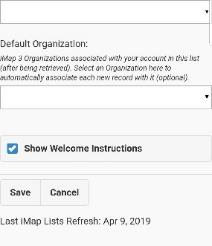 Default Organization:
iMap 3 Organizations associated with your account in this list
(after being retrieved). Select an Organization here to
automatically associate each new record with it (optional).
Show Welcome Instructions
Save Cancel
Last iMap Lists Refresh: Apr 9, 2019